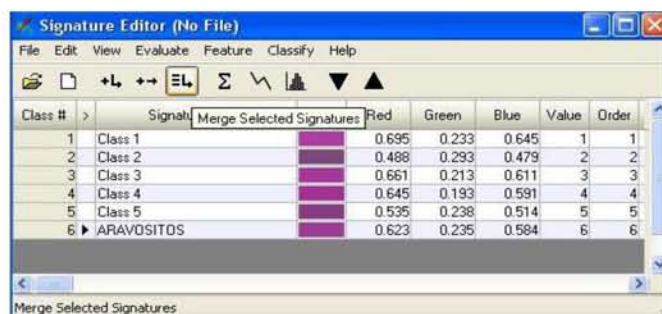 Signature Editor (No File)
File Edit View Evaluate Feature Classify Help
Σ
Class # > Signatu Merge Selected Signatures Red Green Blue Value Order
1 Class 1 0.695 0.233 0.645 1 1
2 Class 2 0.488 0.293 0.479 2 2
3 Class 3 0.661 0.213 0.611 3 3
4 Class 4 0.645 0.193 0.591 4 4
5 Class 5 0.535 0.238 0.514 5 5
6 ARAVOSITOS 0.623 0.235 0.584 6 6
Merge Selected Signatures